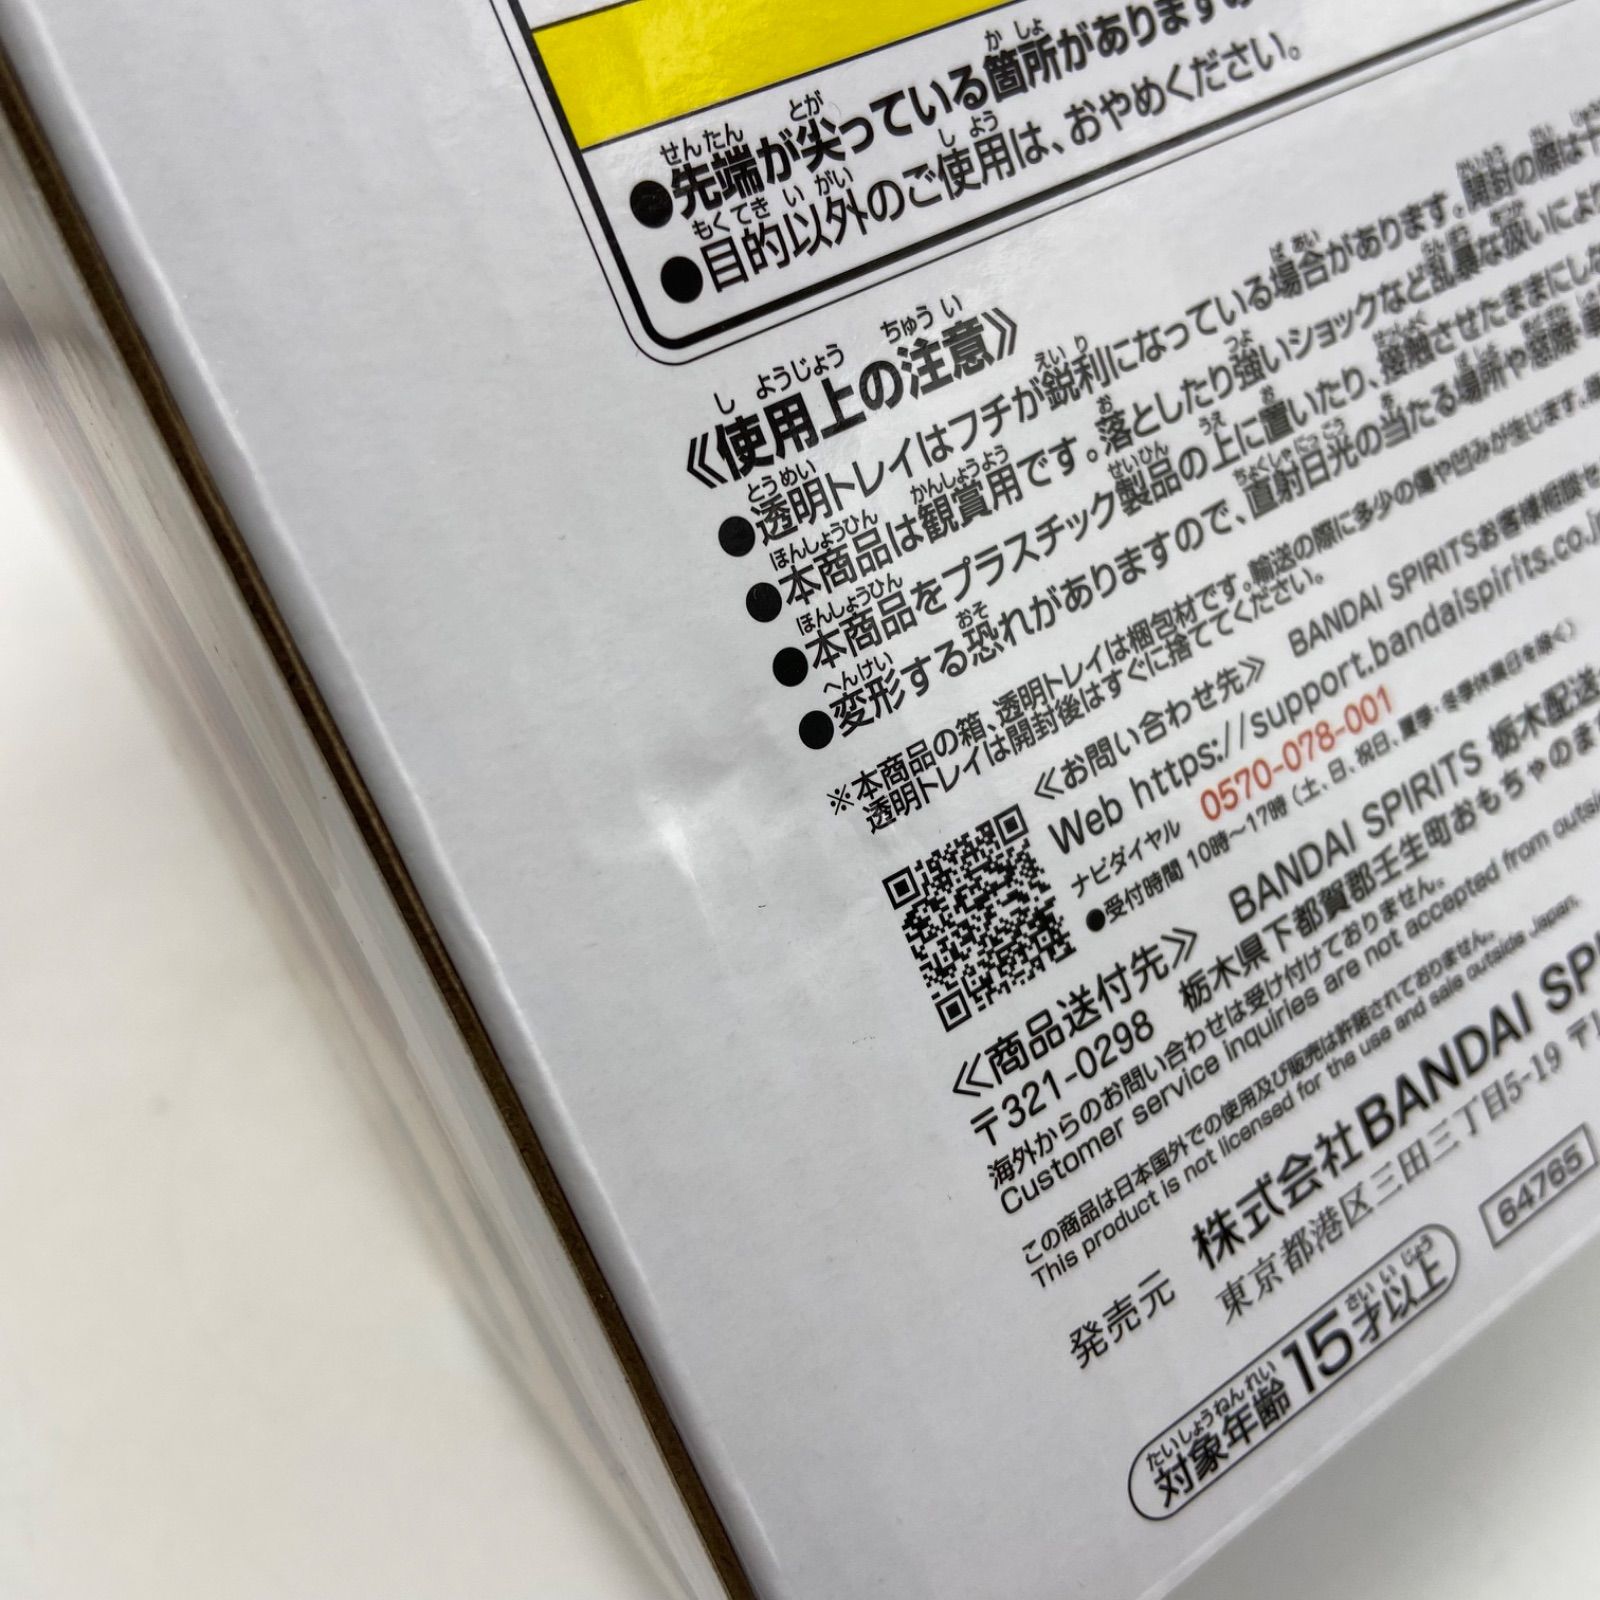 ●先端が尖っている箇所があります
●目的以外のご使用は、おやめください。
《使用上の注意》
●透明トレイはフチが鋭利になっている場合があります。開封の際は十
●本商品は観賞用です。落としたり強いショックなど乱暴な扱いにより
●本商品をプラスチック製品の上に置いたり、接触させたままにしな
●変形する恐れがありますので、直射日光の当たる場所や窓際・
※本商品の箱、透明トレイは梱包材です。輸送の際に多少の傷や凹みが生じます。
透明トレイは開封後はすぐに捨ててください。
《お問い合わせ先》 BANDAI SPIRITSお客様相談セ
Web https://support.bandaispirits.co.j
ナビダイヤル 0570-078-001
●受付時間 10時～17時（土、日、祝日、夏季・冬季休業日を除く）
《商品送付先》 BANDAI SPIRITS 栃木配送
〒321-0298 栃木県下都賀郡壬生町おもちゃのま
海外からのお問い合わせは受け付けておりません。
Customer service inquiries are not accepted from outsi
この商品は日本国外での使用及び販売は許諾されておりません。
This product is not licensed for the use and sale outside Japan.
発売元 株式会社BANDAI SP
東京都港区三田三丁目5-19 〒
対象年齢 15才以上
64765